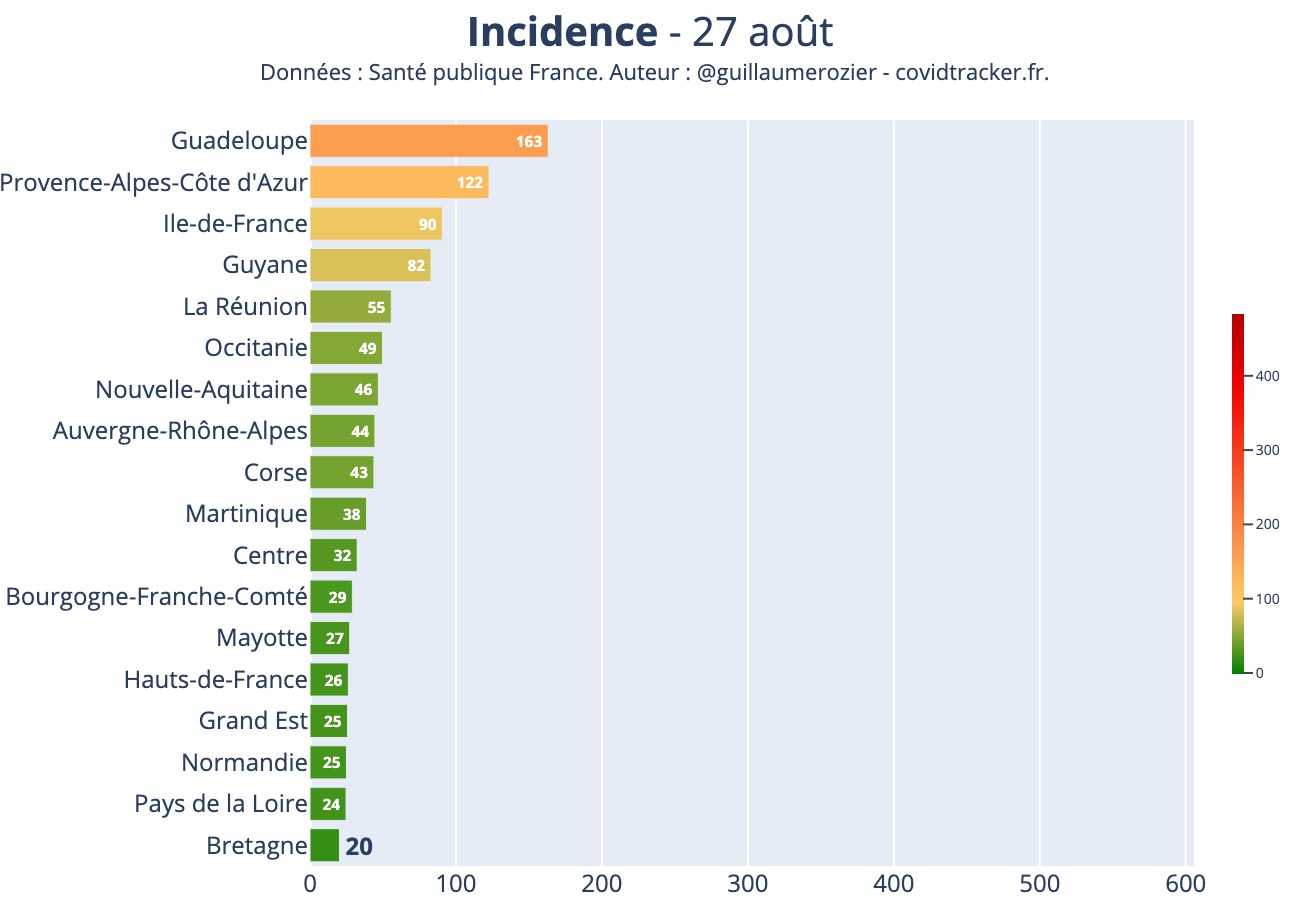 Incidence - 27 août
Données : Santé publique France. Auteur : @guillaumerozier - covidtracker.fr.
Guadeloupe 163
Provence-Alpes-Côte d'Azur 122
Ile-de-France 90
Guyane 82
La Réunion 55
Occitanie 49
Nouvelle-Aquitaine 46
Auvergne-Rhône-Alpes 44
Corse 43
Martinique 38
Centre 32
Bourgogne-Franche-Comté 29
Mayotte 27
Hauts-de-France 26
Grand Est 25
Normandie 25
Pays de la Loire 24
Bretagne 20
0 100 200 300 400 500 600
400
300
200
100
0